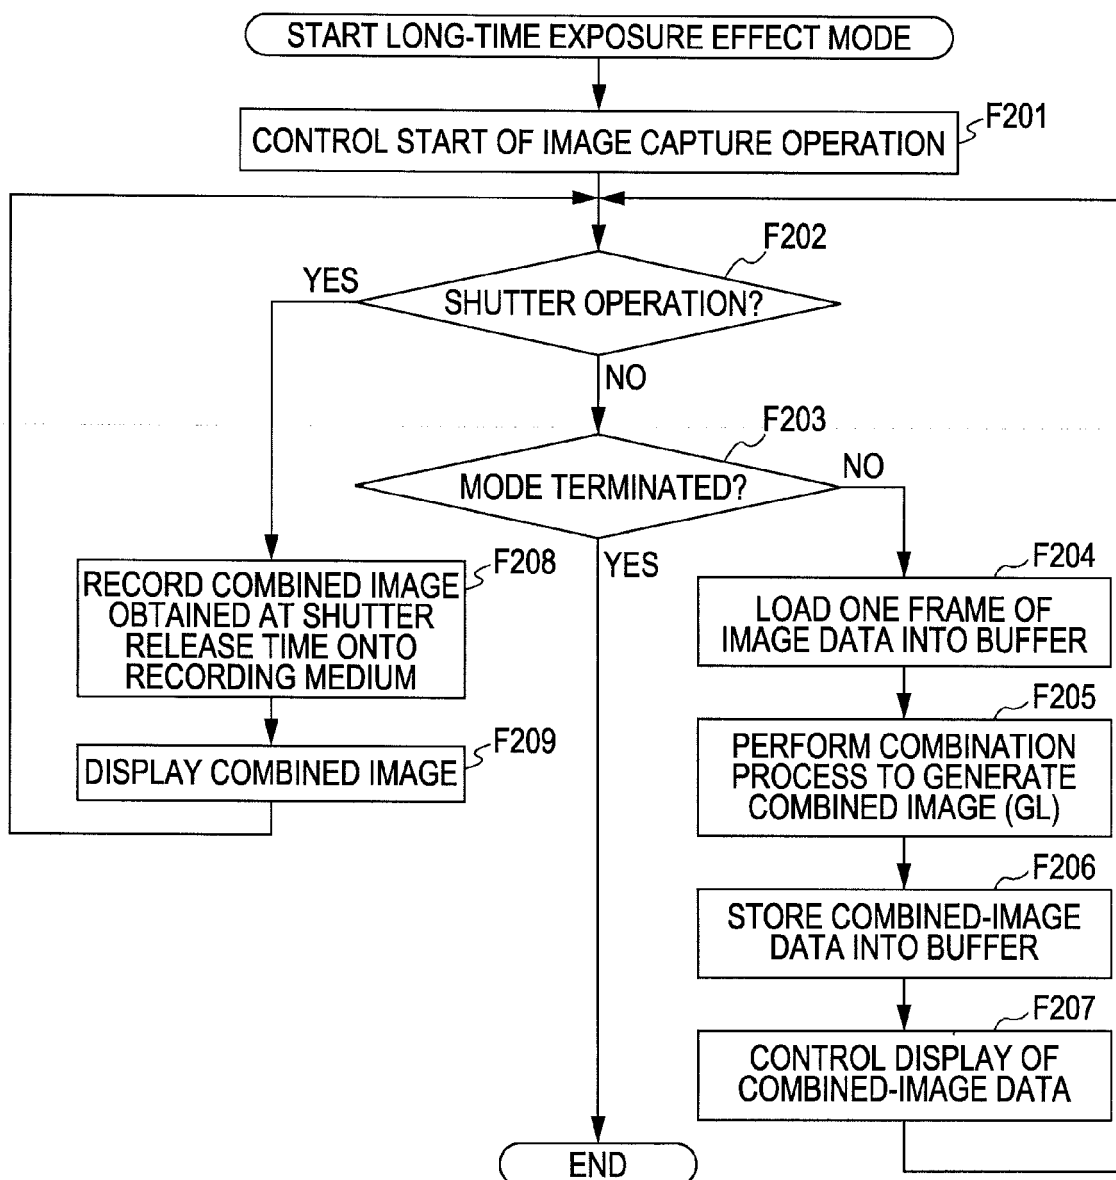 START LONG-TIME EXPOSURE EFFECT MODE
F201
CONTROL START OF IMAGE CAPTURE OPERATION
F202
YES
SHUTTER OPERATION?
NO
F203
MODE TERMINATED?
NO
YES
F208
RECORD COMBINED IMAGE
OBTAINED AT SHUTTER
RELEASE TIME ONTO
RECORDING MEDIUM
F209
DISPLAY COMBINED IMAGE
F204
LOAD ONE FRAME OF
IMAGE DATA INTO BUFFER
F205
PERFORM COMBINATION
PROCESS TO GENERATE
COMBINED IMAGE (GL)
F206
STORE COMBINED-IMAGE
DATA INTO BUFFER
F207
CONTROL DISPLAY OF
COMBINED-IMAGE DATA
END